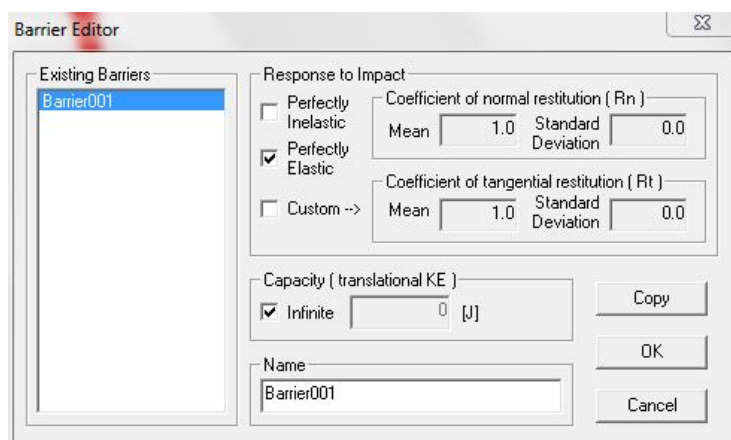 Barrier Editor
Existing Barriers
Barrier001
Response to Impact
Perfectly
Inelastic
Perfectly
Elastic
Custom -->
Coefficient of normal restitution ( Rn )
Mean 1.0 Standard
Deviation 0.0
Coefficient of tangential restitution ( Rt )
Mean 1.0 Standard
Deviation 0.0
Capacity ( translational KE )
Infinite 0 [J]
Name
Barrier001
Copy
OK
Cancel